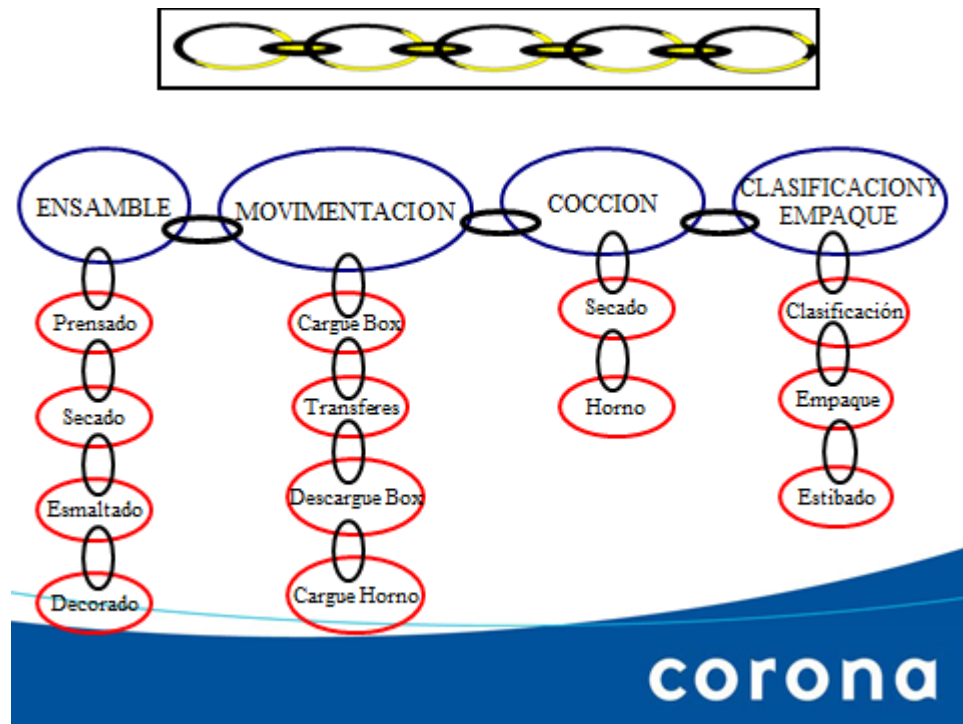 ENSAMBLE
MOVIMENTACION
COCCION
CLASIFICACIONY
EMPAQUE
Prensado
Secado
Esmaltado
Decorado
Cargue Box
Transferes
Descargue Box
Cargue Horno
Secado
Horno
Clasificación
Empaque
Estibado
corona